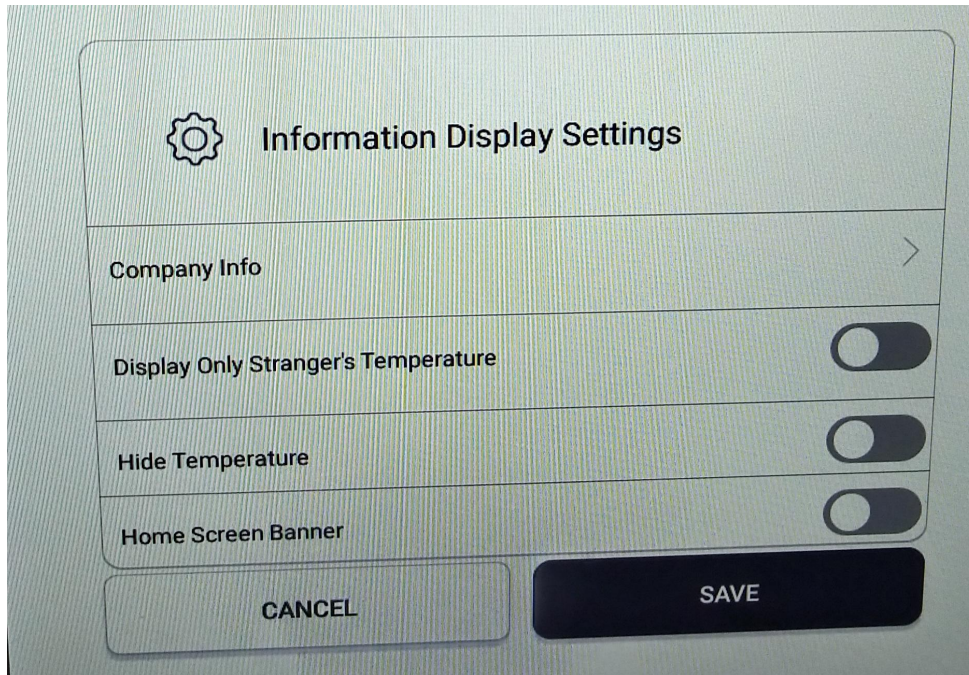 Information Display Settings
Company Info
Display Only Stranger's Temperature
Hide Temperature
Home Screen Banner
CANCEL
SAVE